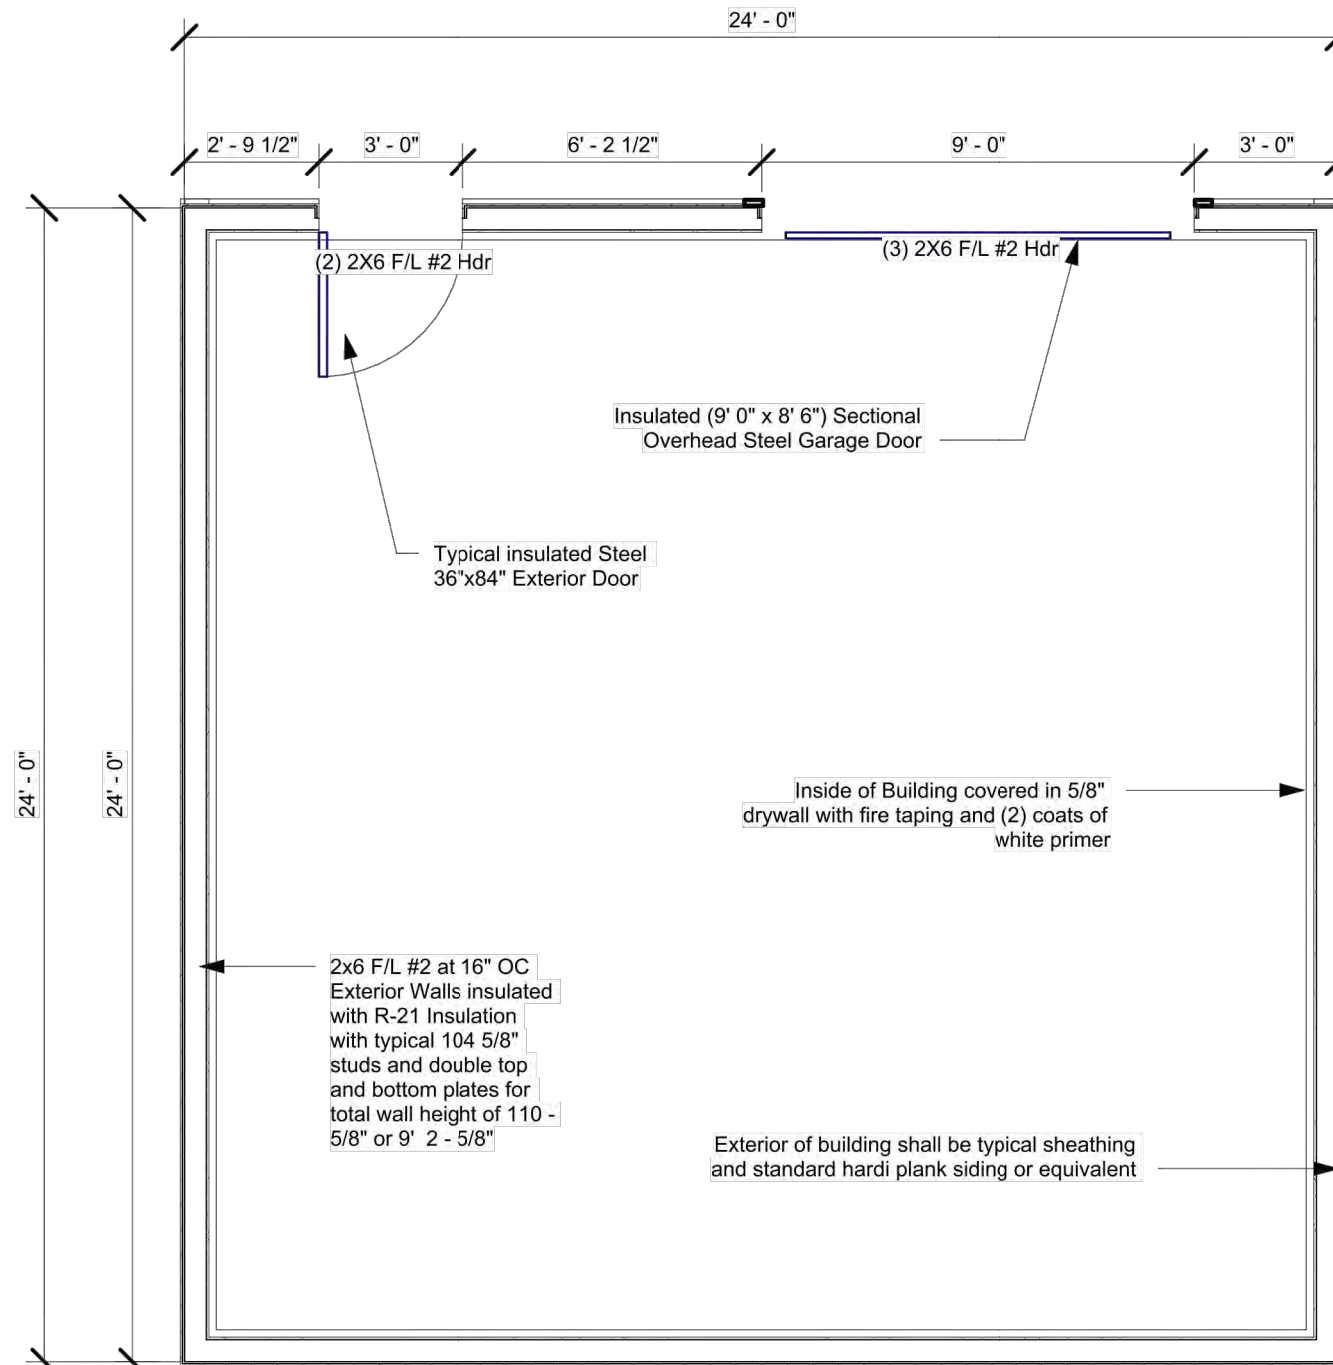 24' - 0"
2' - 9 1/2"
3' - 0"
6' - 2 1/2"
9' - 0"
3' - 0"
(2) 2X6 F/L #2 Hdr
(3) 2X6 F/L #2 Hdr
Insulated (9' 0" x 8' 6") Sectional
Overhead Steel Garage Door
Typical insulated Steel
36"x84" Exterior Door
24' - 0"
24' - 0"
Inside of Building covered in 5/8"
drywall with fire taping and (2) coats of
white primer
2x6 F/L #2 at 16" OC
Exterior Walls insulated
with R-21 Insulation
with typical 104 5/8"
studs and double top
and bottom plates for
total wall height of 110 -
5/8" or 9' 2 - 5/8"
Exterior of building shall be typical sheathing
and standard hardi plank siding or equivalent